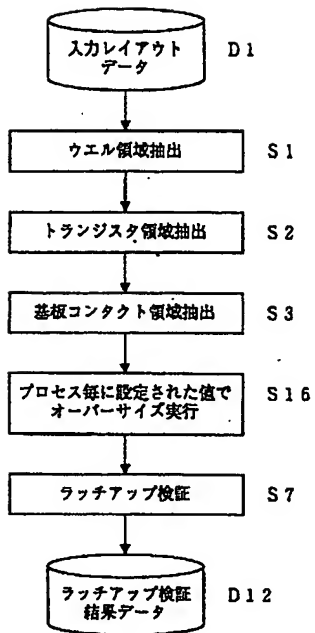 入力レイアウト
データ
D1
ウエル領域抽出
S1
トランジスタ領域抽出
S2
基板コンタクト領域抽出
S3
プロセス毎に設定された値で
オーバーサイズ実行
S16
ラッチアップ検証
S7
ラッチアップ検証
結果データ
D12